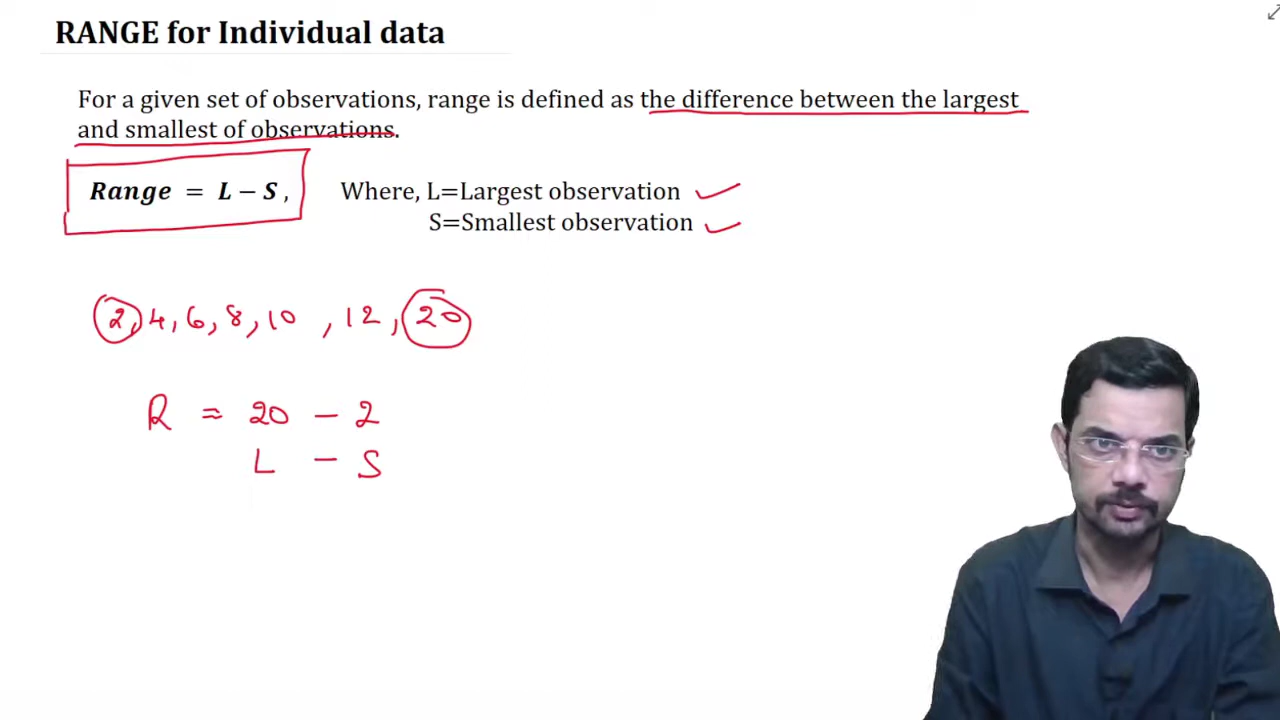 RANGE for Individual data
For a given set of observations, range is defined as the difference between the largest
and smallest of observations.
Range = L – S , Where, L=Largest observation
S=Smallest observation
2, 4, 6, 8, 10 , 12, 20
R = 20 – 2
L – S